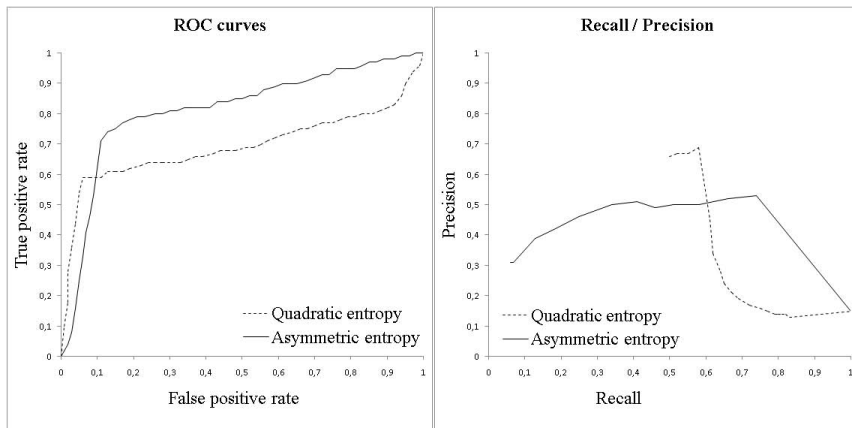 ROC curves
1
0,9
0,8
0,7
0,6
0,5
0,4
0,3
0,2
0,1
0
True positive rate
Quadratic entropy
Asymmetric entropy
0 0,1 0,2 0,3 0,4 0,5 0,6 0,7 0,8 0,9 1
False positive rate
Recall / Precision
1
0,9
0,8
0,7
0,6
0,5
0,4
0,3
0,2
0,1
0
Precision
Quadratic entropy
Asymmetric entropy
0 0,1 0,2 0,3 0,4 0,5 0,6 0,7 0,8 0,9 1
Recall